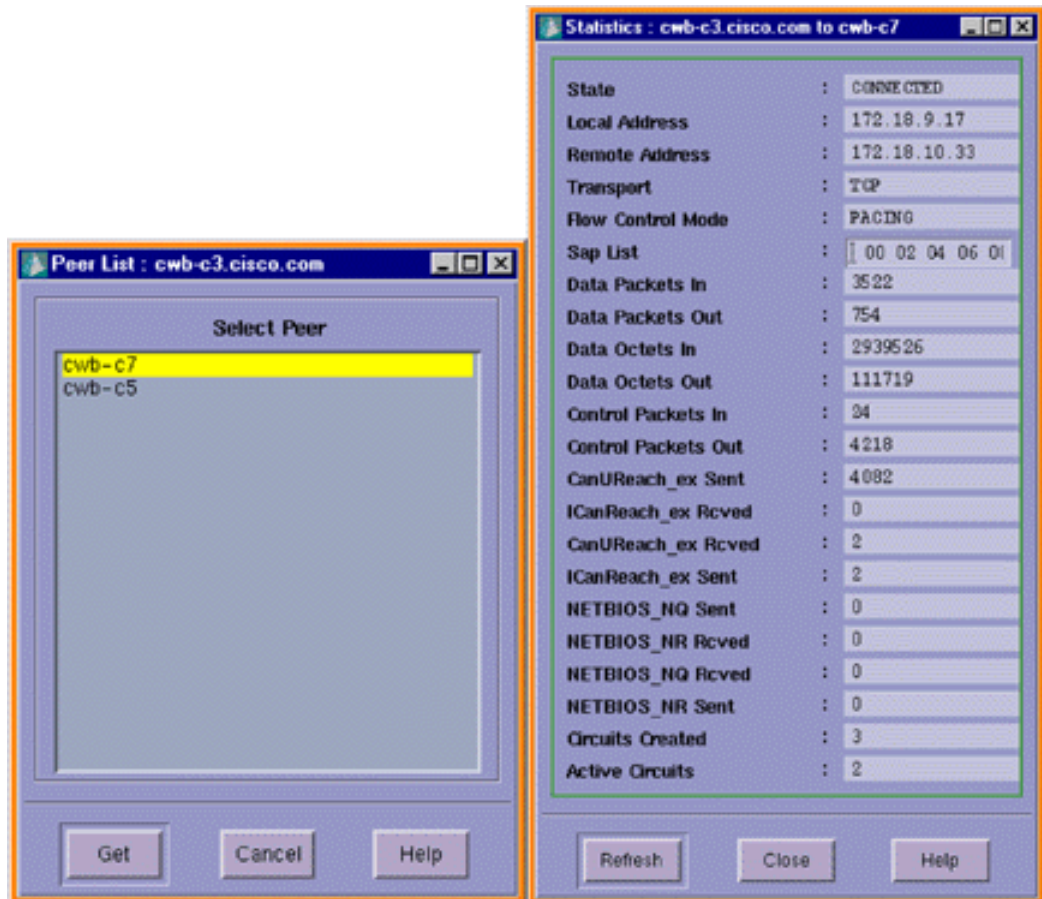 Peer List : cwb-c3.cisco.com
Select Peer
cwb-c7
cwb-c5
Get Cancel Help
Statistics : cwb-c3.cisco.com to cwb-c7
State : CONNECTED
Local Address : 172.18.9.17
Remote Address : 172.18.10.33
Transport : TCP
Flow Control Mode : PACING
Sap List : 00 02 04 06
Data Packets In : 3522
Data Packets Out : 754
Data Octets In : 2939526
Data Octets Out : 111719
Control Packets In : 24
Control Packets Out : 4218
CanUReach_ex Sent : 4082
ICanReach_ex Rcved : 0
CanUReach_ex Rcved : 2
ICanReach_ex Sent : 2
NETBIOS_NQ Sent : 0
NETBIOS_NR Rcved : 0
NETBIOS_NQ Rcved : 0
NETBIOS_NR Sent : 0
Circuits Created : 3
Active Circuits : 2
Refresh Close Help